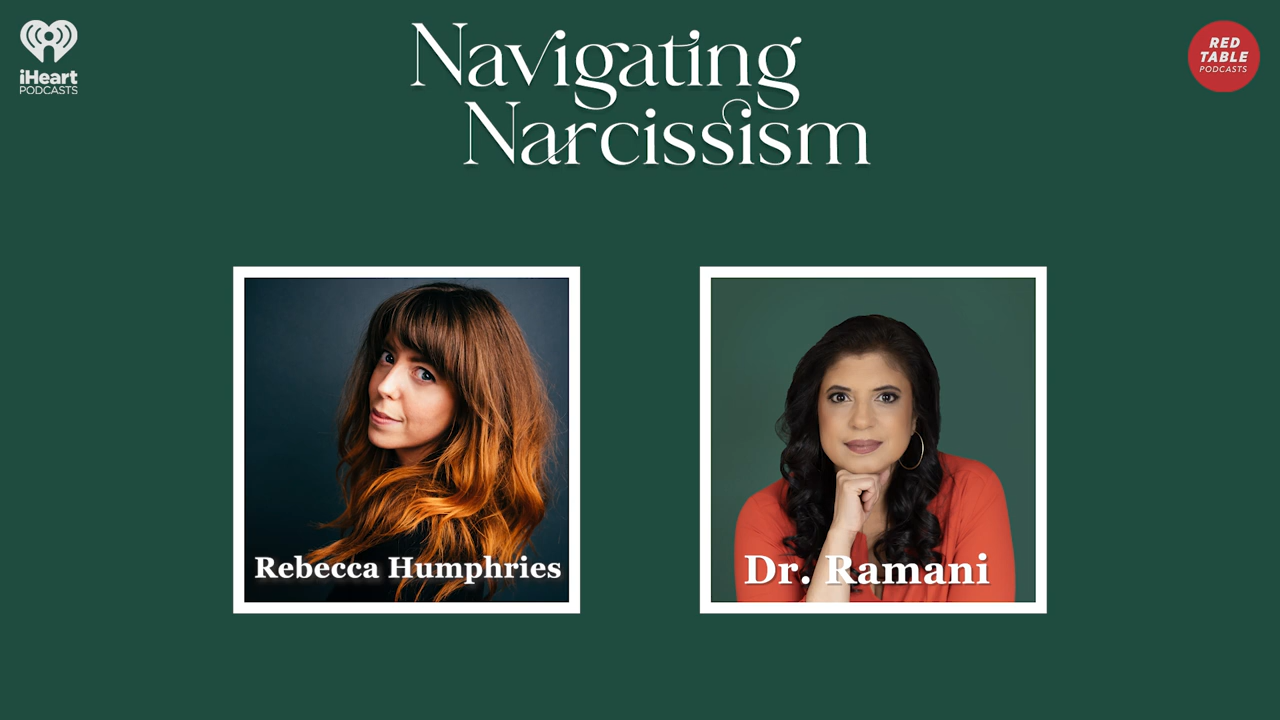 iHeart
PODCASTS
Navigating
Narcissism
RED
TABLE
PODCASTS
Rebecca Humphries
Dr. Ramani